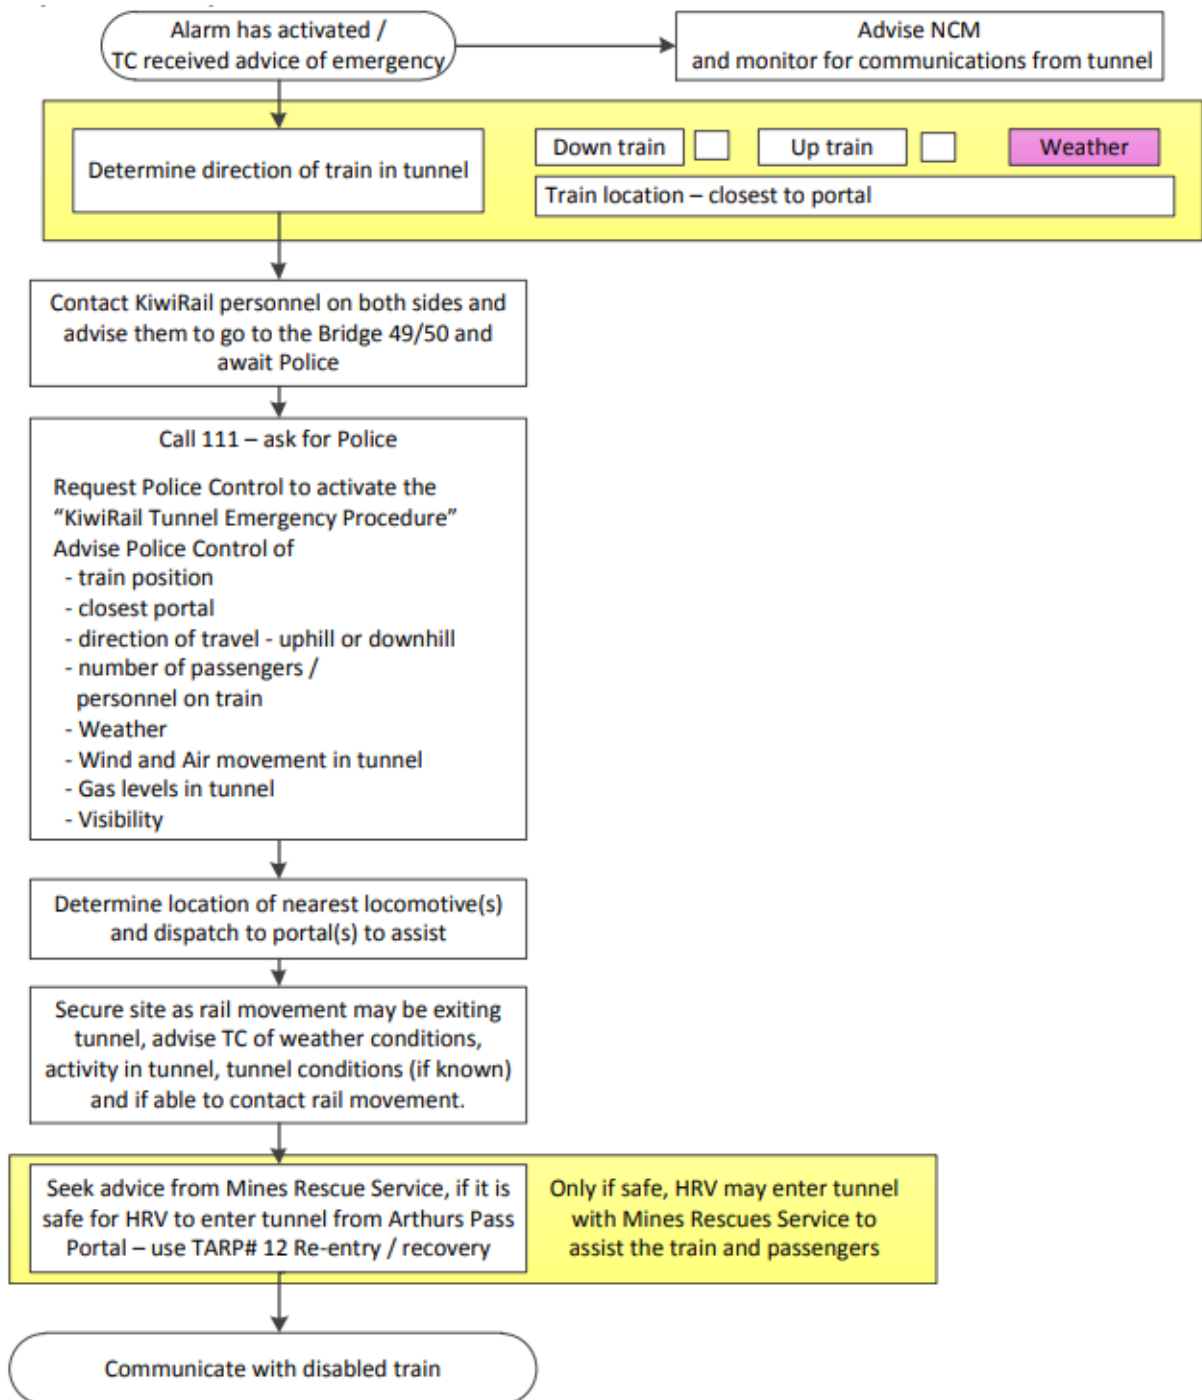 Alarm has activated /
TC received advice of emergency
Advise NCM
and monitor for communications from tunnel
Determine direction of train in tunnel
Down train
Up train
Weather
Train location – closest to portal
Contact KiwiRail personnel on both sides and
advise them to go to the Bridge 49/50 and
await Police
Call 111 – ask for Police
Request Police Control to activate the
“KiwiRail Tunnel Emergency Procedure”
Advise Police Control of
- train position
- closest portal
- direction of travel - uphill or downhill
- number of passengers /
personnel on train
- Weather
- Wind and Air movement in tunnel
- Gas levels in tunnel
- Visibility
Determine location of nearest locomotive(s)
and dispatch to portal(s) to assist
Secure site as rail movement may be exiting
tunnel, advise TC of weather conditions,
activity in tunnel, tunnel conditions (if known)
and if able to contact rail movement.
Seek advice from Mines Rescue Service, if it is
safe for HRV to enter tunnel from Arthurs Pass
Portal – use TARP# 12 Re-entry / recovery
Only if safe, HRV may enter tunnel
with Mines Rescues Service to
assist the train and passengers
Communicate with disabled train